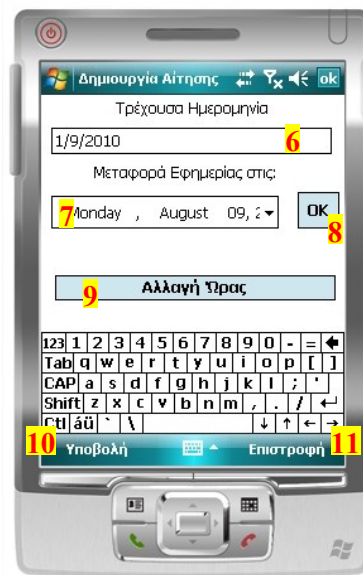 Δημιουργία Αίτησης ok
Τρέχουσα Ημερομηνία
1/9/2010 6
Μεταφορά Εφημερίας στις:
7 Monday , August 09, 2 OK
8
9 Αλλαγή Ώρας
123 1 2 3 4 5 6 7 8 9 0 - =
Tab q w e r t y u i o p [ ]
CAP a s d f g h j k l ; '
Shift z x c v b n m , . /
Ctl áü ` \
10 Υποβολή Επιστροφή 11